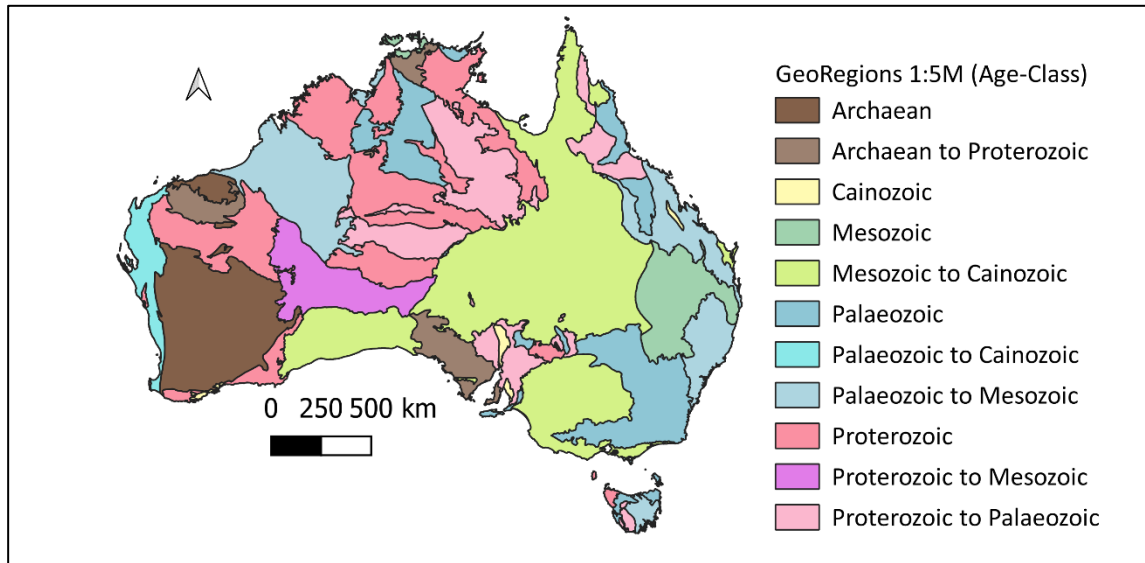 GeoRegions 1:5M (Age-Class)
Archaean
Archaean to Proterozoic
Cainozoic
Mesozoic
Mesozoic to Cainozoic
Palaeozoic
Palaeozoic to Cainozoic
Palaeozoic to Mesozoic
Proterozoic
Proterozoic to Mesozoic
Proterozoic to Palaeozoic
0 250 500 km